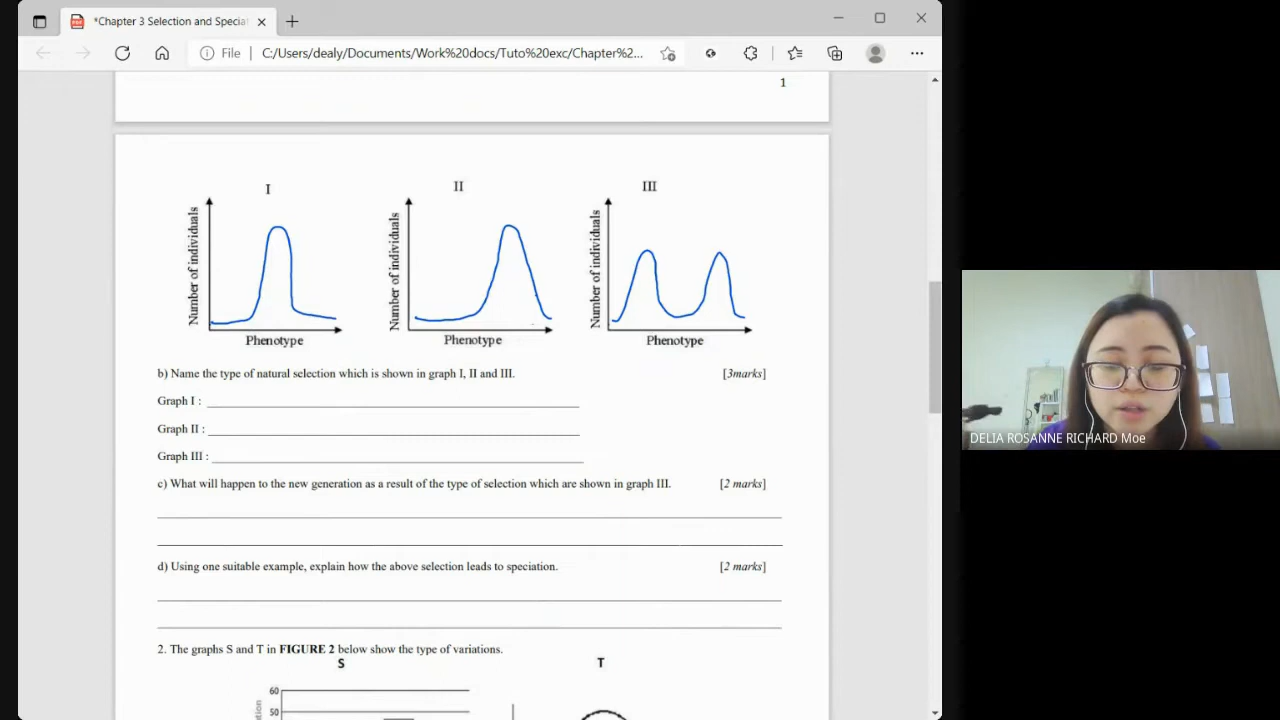 *Chapter 3 Selection and Speciat
File
C:/Users/dealy/Documents/Work%20docs/Tuto%20exc/Chapter%2...
1
I
II
III
Number of individuals
Number of individuals
Number of individuals
Phenotype
Phenotype
Phenotype
b) Name the type of natural selection which is shown in graph I, II and III. [3marks]
Graph I :
Graph II :
Graph III :
c) What will happen to the new generation as a result of the type of selection which are shown in graph III. [2 marks]
d) Using one suitable example, explain how the above selection leads to speciation. [2 marks]
2. The graphs S and T in FIGURE 2 below show the type of variations.
S
T
60
50
DELIA ROSANNE RICHARD Moe